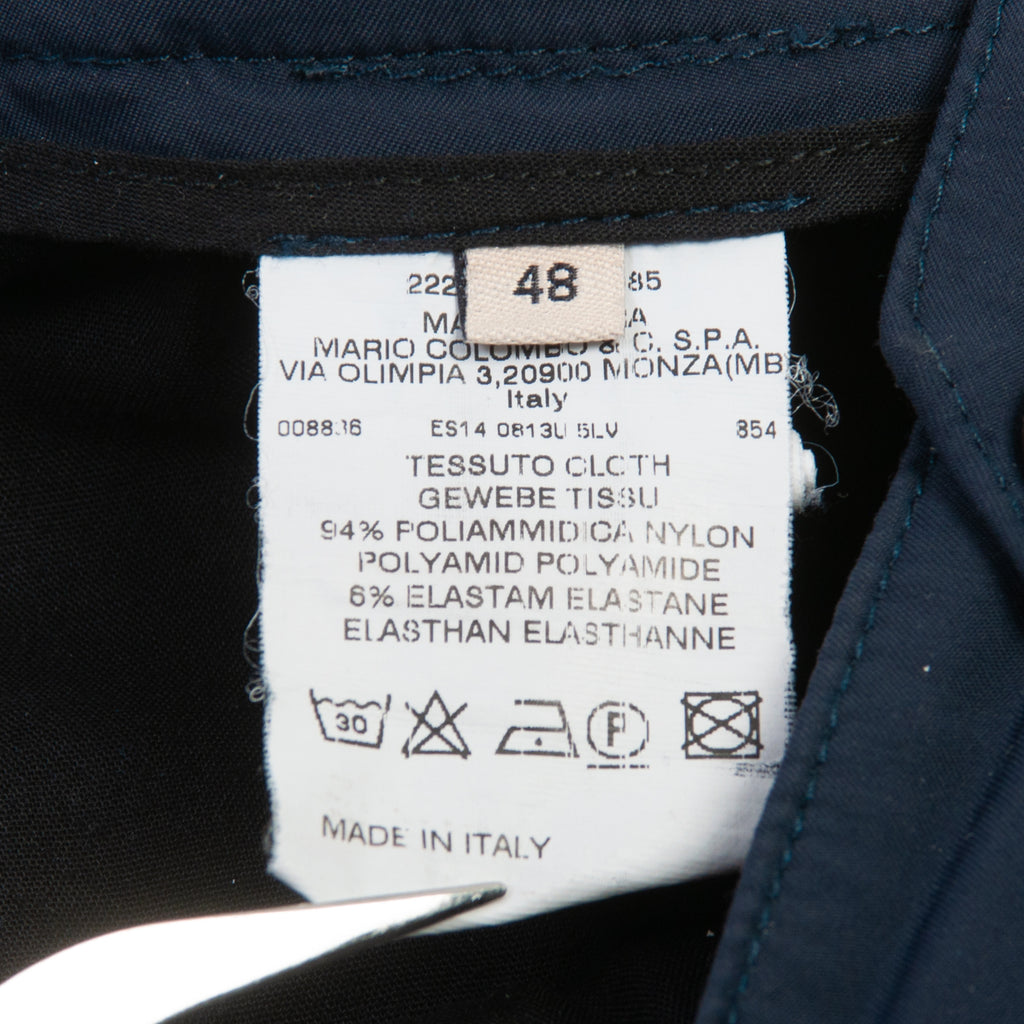 48
222 85
MARIO COLOMBO & C. S.P.A.
VIA OLIMPIA 3,20900 MONZA(MB
Italy
008836 ES14 0813U 5LV 854
TESSUTO CLOTH
GEWEBE TISSU
94% POLIAMMIDICA NYLON
POLYAMID POLYAMIDE
6% ELASTAM ELASTANE
ELASTHAN ELASTHANNE
30 P
MADE IN ITALY